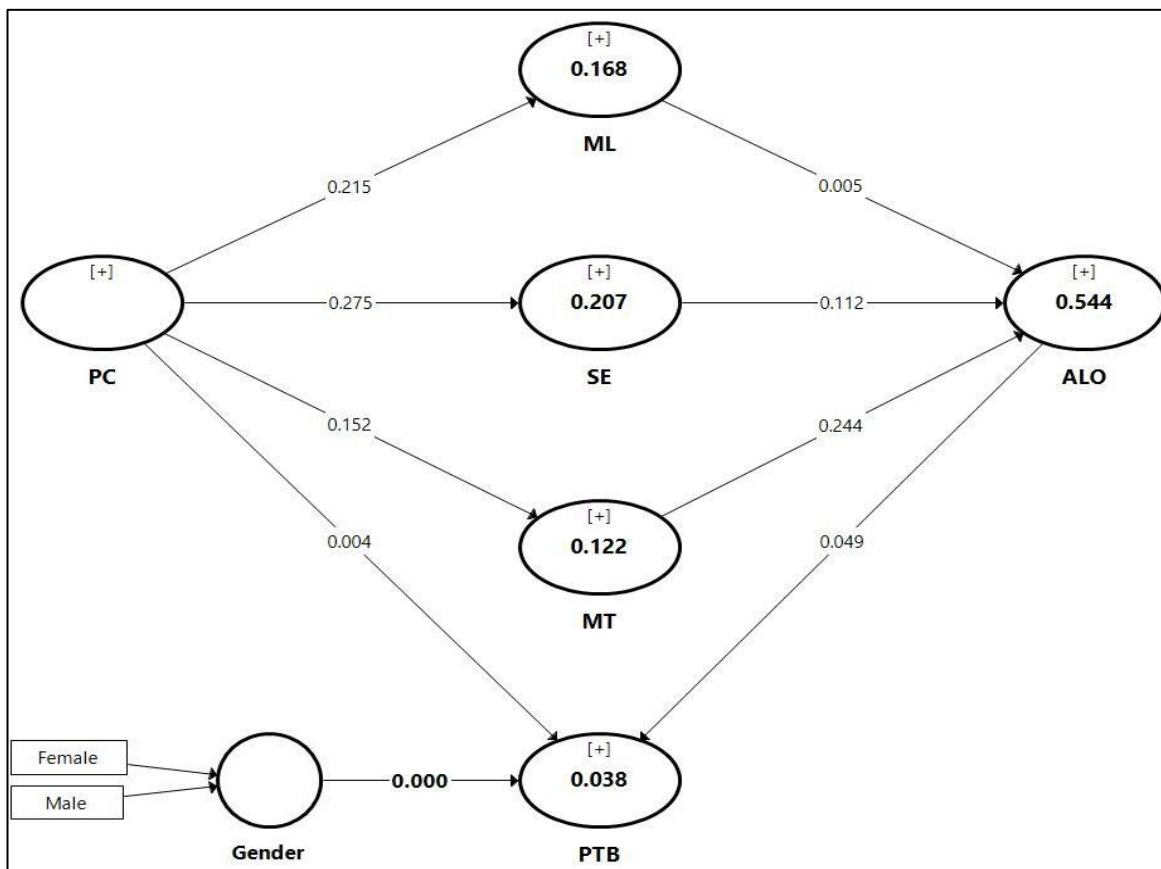 [+]
0.168
ML
0.215
0.005
[+]
[+]
0.207
[+]
0.544
0.275
0.112
PC
SE
ALO
0.152
0.244
[+]
0.122
0.004
0.049
MT
Female
Male
[+]
0.000
0.038
Gender
PTB